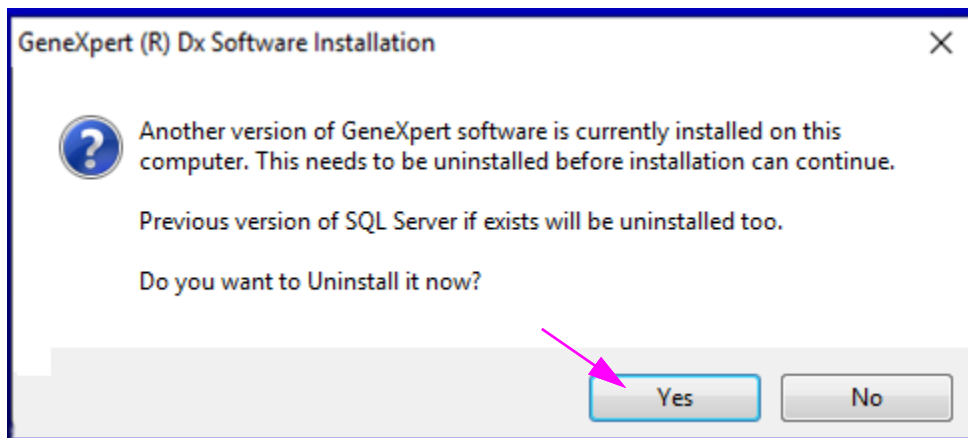 GeneXpert (R) Dx Software Installation
Another version of GeneXpert software is currently installed on this
computer. This needs to be uninstalled before installation can continue.
Previous version of SQL Server if exists will be uninstalled too.
Do you want to Uninstall it now?
Yes
No